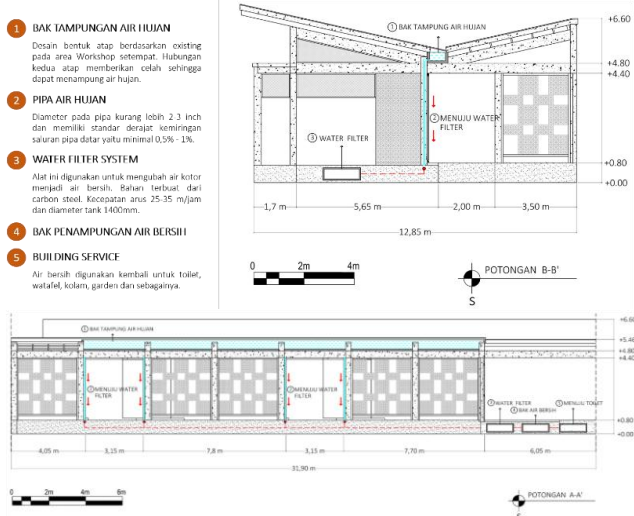 1 BAK TAMPUNGAN AIR HUJAN
Desain bentuk atap berdasarkan existing
pada area Workshop setempat. Hubungan
kedua atap memberikan celah sehingga
dapat menampung air hujan.
2 PIPA AIR HUJAN
Diameter pada pipa kurang lebih 2-3 inch
dan memiliki standar derajat kemiringan
saluran pipa datar yaitu minimal 0,5% - 1%.
3 WATER FILTER SYSTEM
Alat ini digunakan untuk mengubah air kotor
menjadi air bersih. Bahan terbuat dari
carbon steel. Kecepatan arus 25-35 m/jam
dan diameter tank 1400mm.
4 BAK PENAMPUNGAN AIR BERSIH
5 BUILDING SERVICE
Air bersih digunakan kembali untuk toilet,
watafel, kolam, garden dan sebagainya.
1 BAK TAMPUNG AIR HUJAN
+6.60
+4.80
+4.40
2 MENUJU WATER
FILTER
3 WATER FILTER
+0.80
+0.00
1,7 m 5,65 m 2,00 m 3,50 m
12,85 m
0 2m 4m
POTONGAN B-B'
S
1 BAK TAMPUNG AIR HUJAN
+6.60
+5.46
+4.80
+4.40
2 MENUJU WATER
FILTER
2 MENUJU WATER
FILTER
3 WATER FILTER
4 BAK AIR BERSIH
5 MENUJU TOILET
+0.80
+0.00
4,05 m 3,15 m 7,8 m 3,15 m 7,70 m 6,05 m
31,90 m
0 2m 4m 6m
POTONGAN A-A'
S